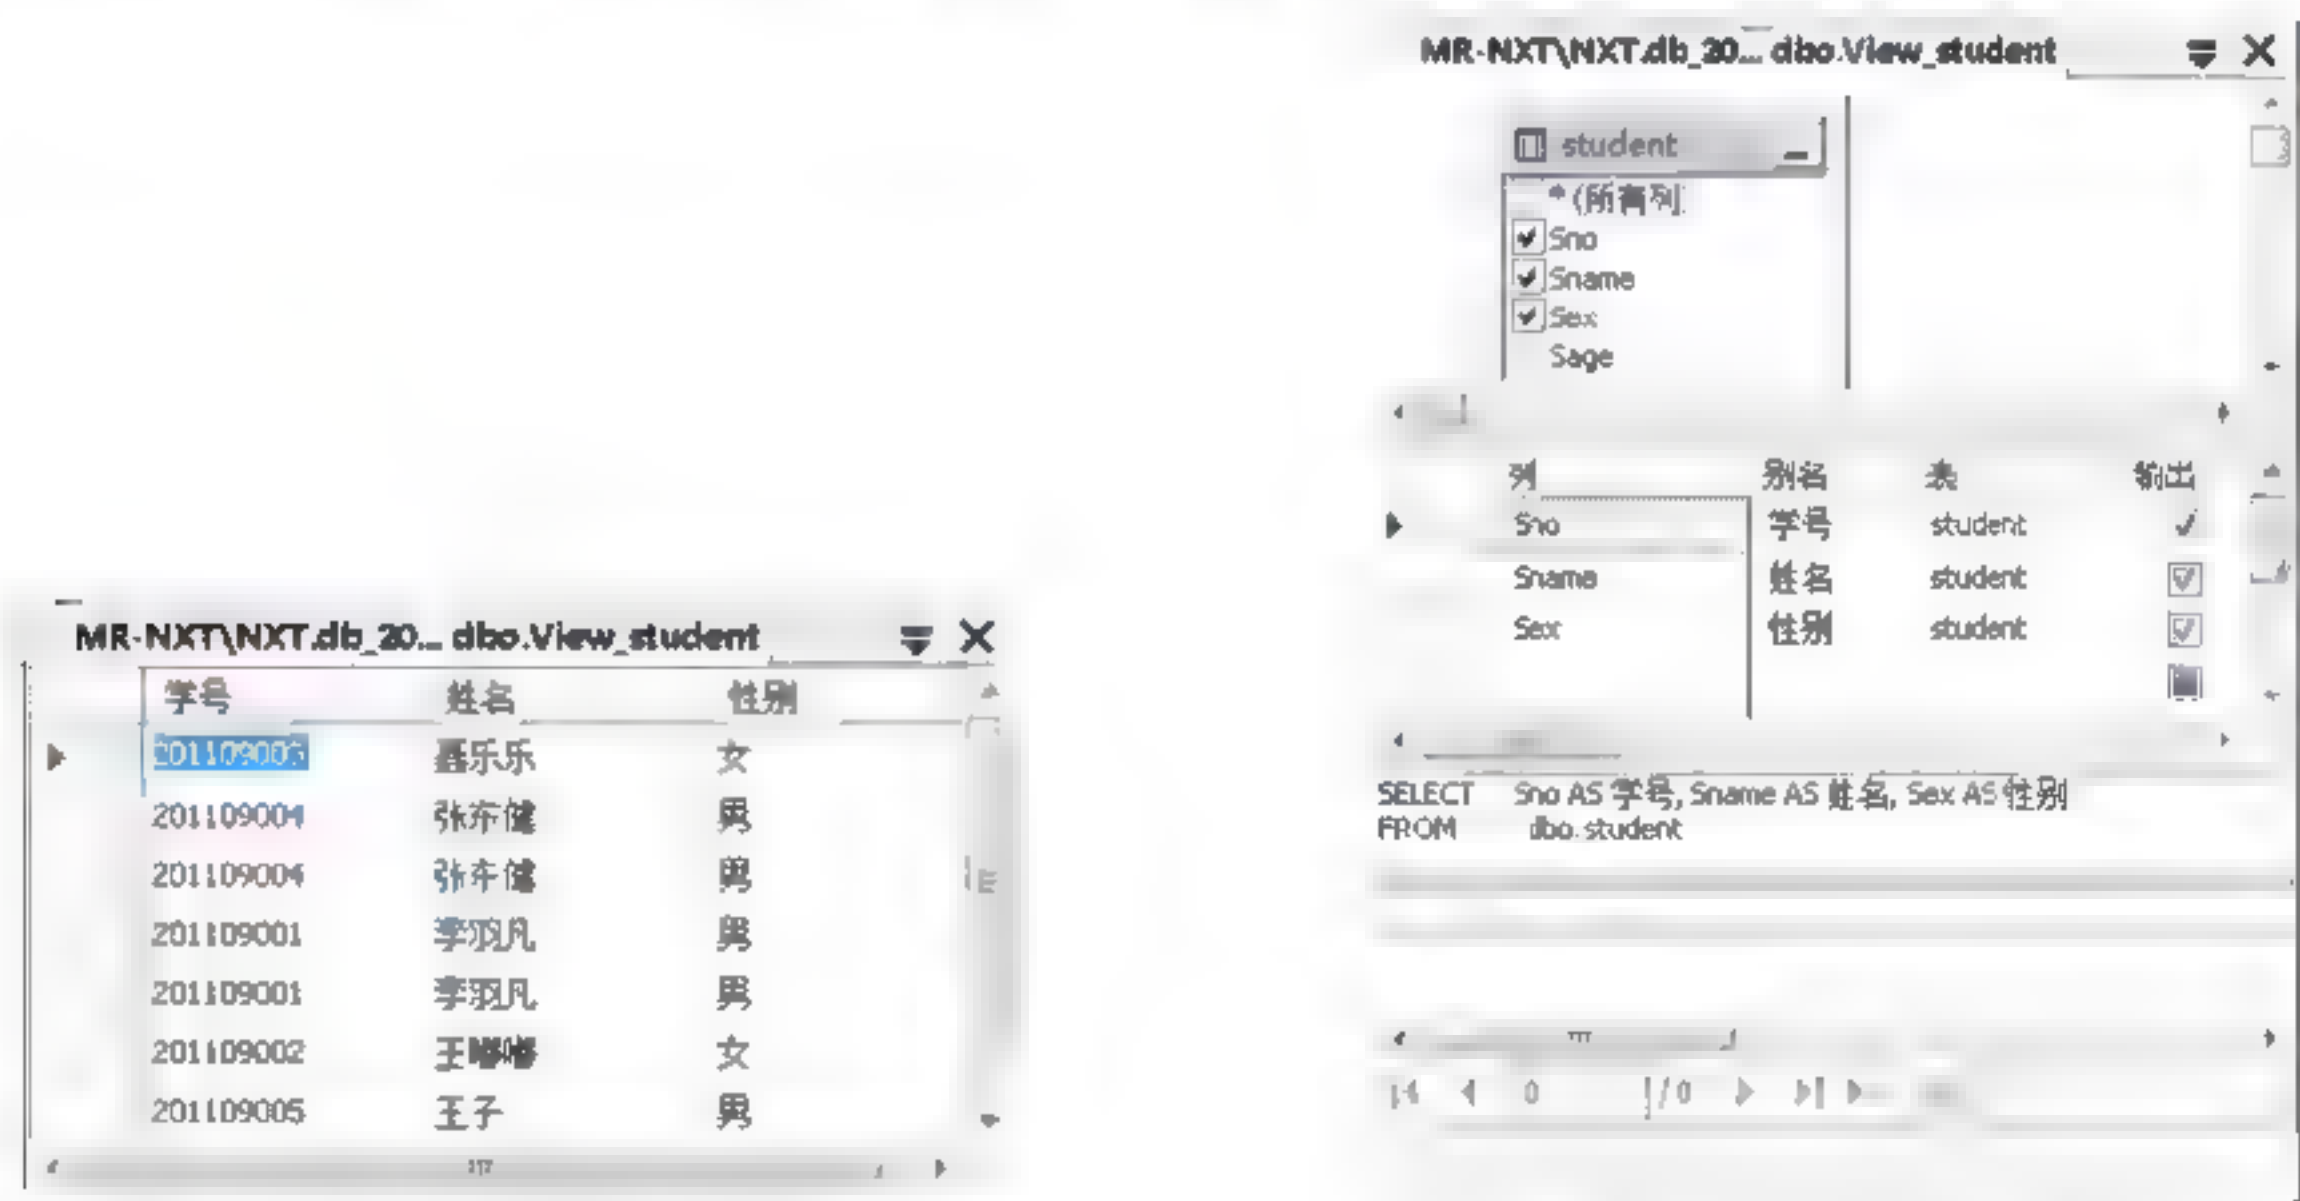 MR-NXT\NXT.db_20... dbo.View_student
student
* (所有列)
Sno
Sname
Sex
Sage
列 别名 表 输出
Sno 学号 student
Sname 姓名 student
Sex 性别 student
SELECT Sno AS 学号, Sname AS 姓名, Sex AS 性别
FROM dbo.student
0 / 0
MR-NXT\NXT.db_20... dbo.View_student
学号 姓名 性别
201109003 聂乐乐 女
201109004 张东健 男
201109004 张东健 男
201109001 李羽凡 男
201109001 李羽凡 男
201109002 王 女
201109005 王子 男